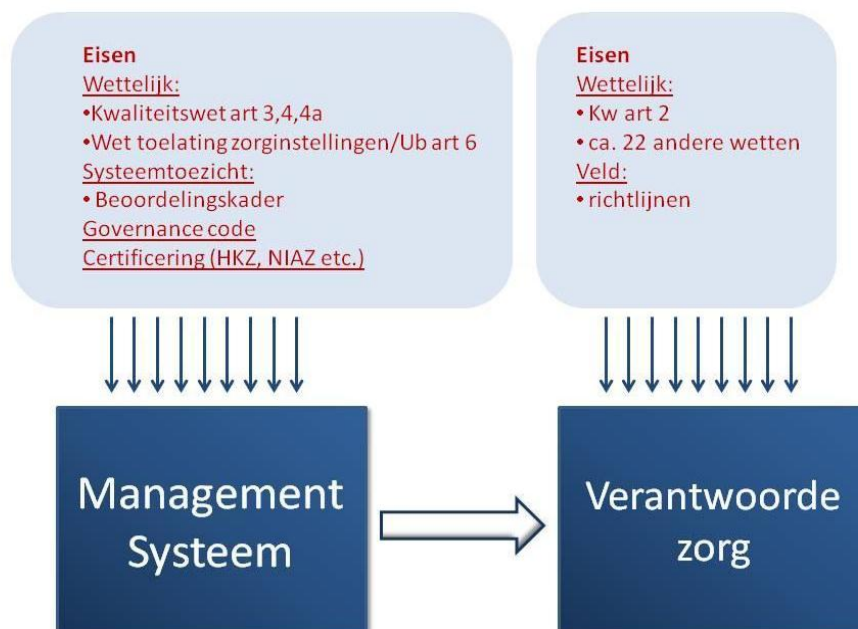 Eisen
Wettelijk:
•Kwaliteitswet art 3,4,4a
•Wet toelating zorginstellingen/Ub art 6
Systeemtoezicht:
• Beoordelingskader
Governance code
Certificering (HKZ, NIAZ etc.)
Eisen
Wettelijk:
• Kw art 2
• ca. 22 andere wetten
Veld:
• richtlijnen
Management
Systeem
Verantwoorde
zorg